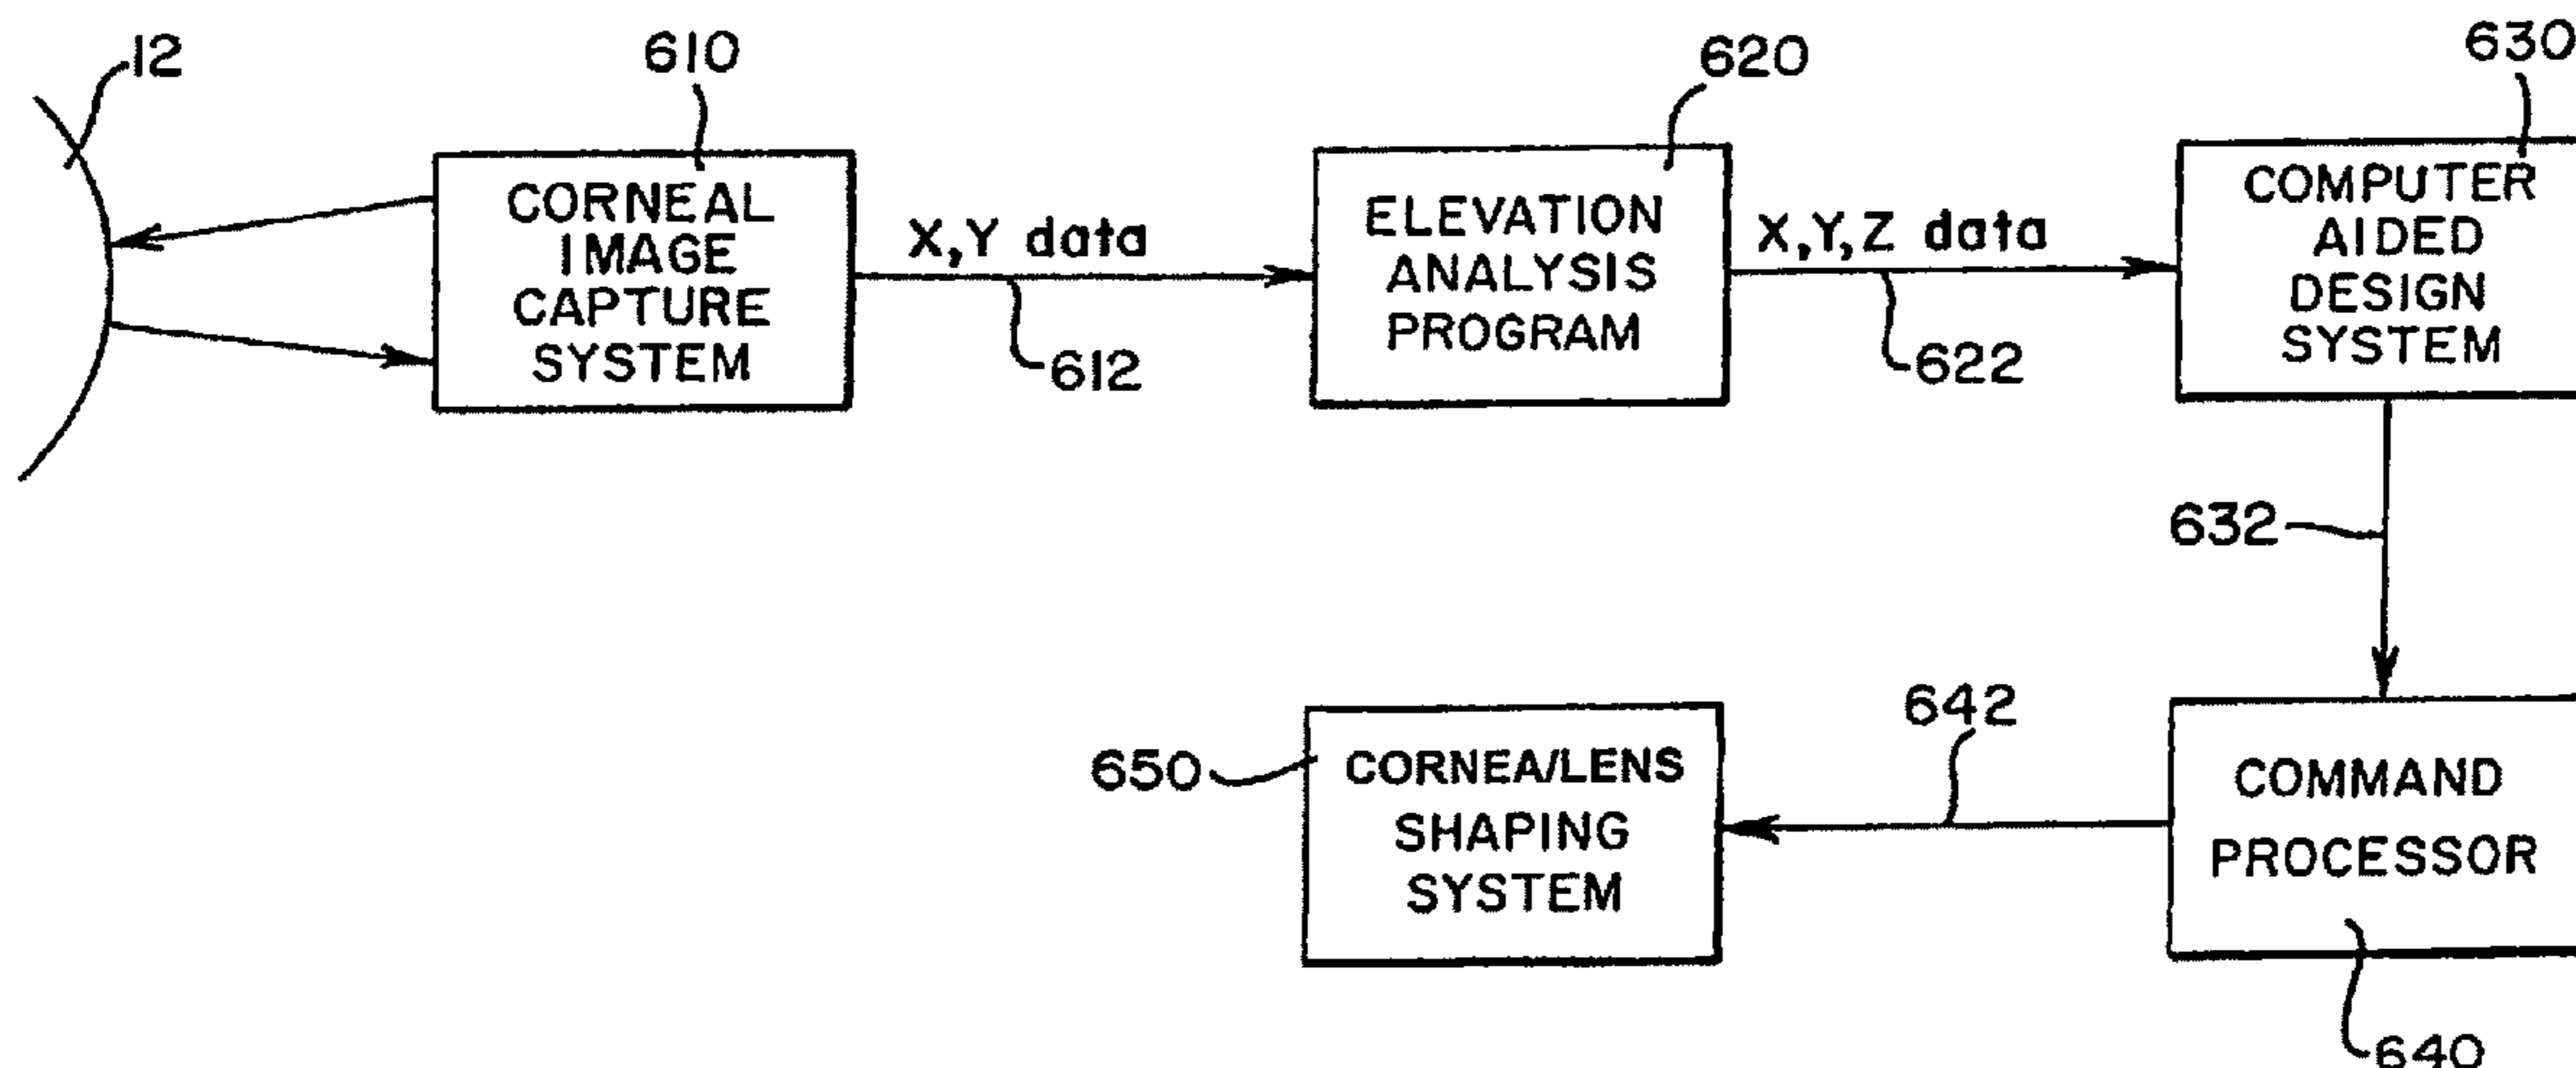 12
610
620
630
CORNEAL
IMAGE
CAPTURE
SYSTEM
X,Y data
612
ELEVATION
ANALYSIS
PROGRAM
X,Y,Z data
622
COMPUTER
AIDED
DESIGN
SYSTEM
632
642
650
CORNEA/LENS
SHAPING
SYSTEM
COMMAND
PROCESSOR
640